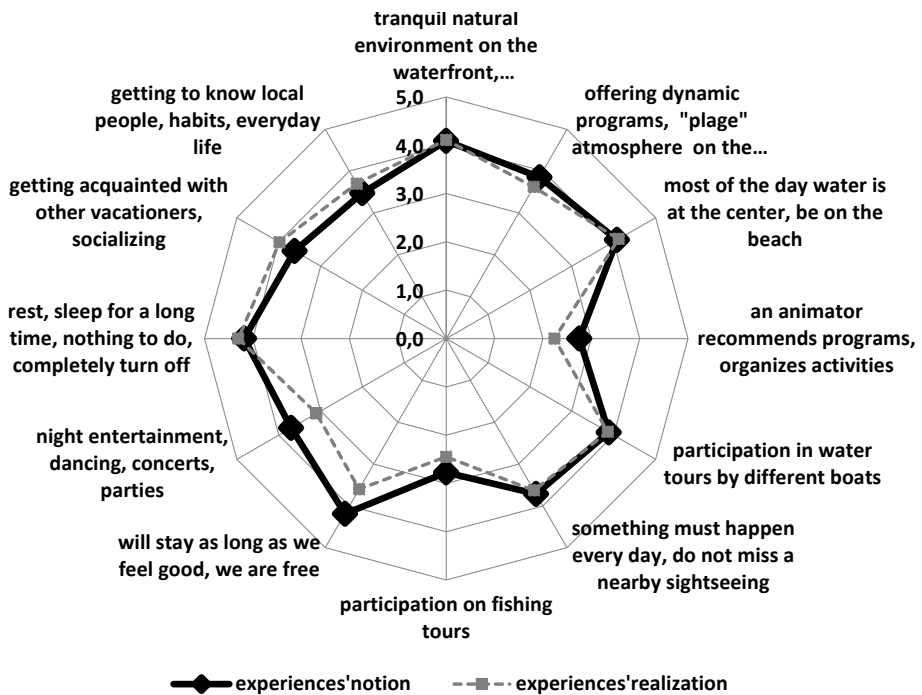 tranquil natural
environment on the
waterfront,...
offering dynamic
programs, "plage"
atmosphere on the...
most of the day water is
at the center, be on the
beach
an animator
recommends programs,
organizes activities
participation in water
tours by different boats
something must happen
every day, do not miss a
nearby sightseeing
participation on fishing
tours
will stay as long as we
feel good, we are free
night entertainment,
dancing, concerts,
parties
rest, sleep for a long
time, nothing to do,
completely turn off
getting acquainted with
other vacationers,
socializing
getting to know local
people, habits, everyday
life
5,0
4,0
3,0
2,0
1,0
0,0
experiences'notion
experiences'realization